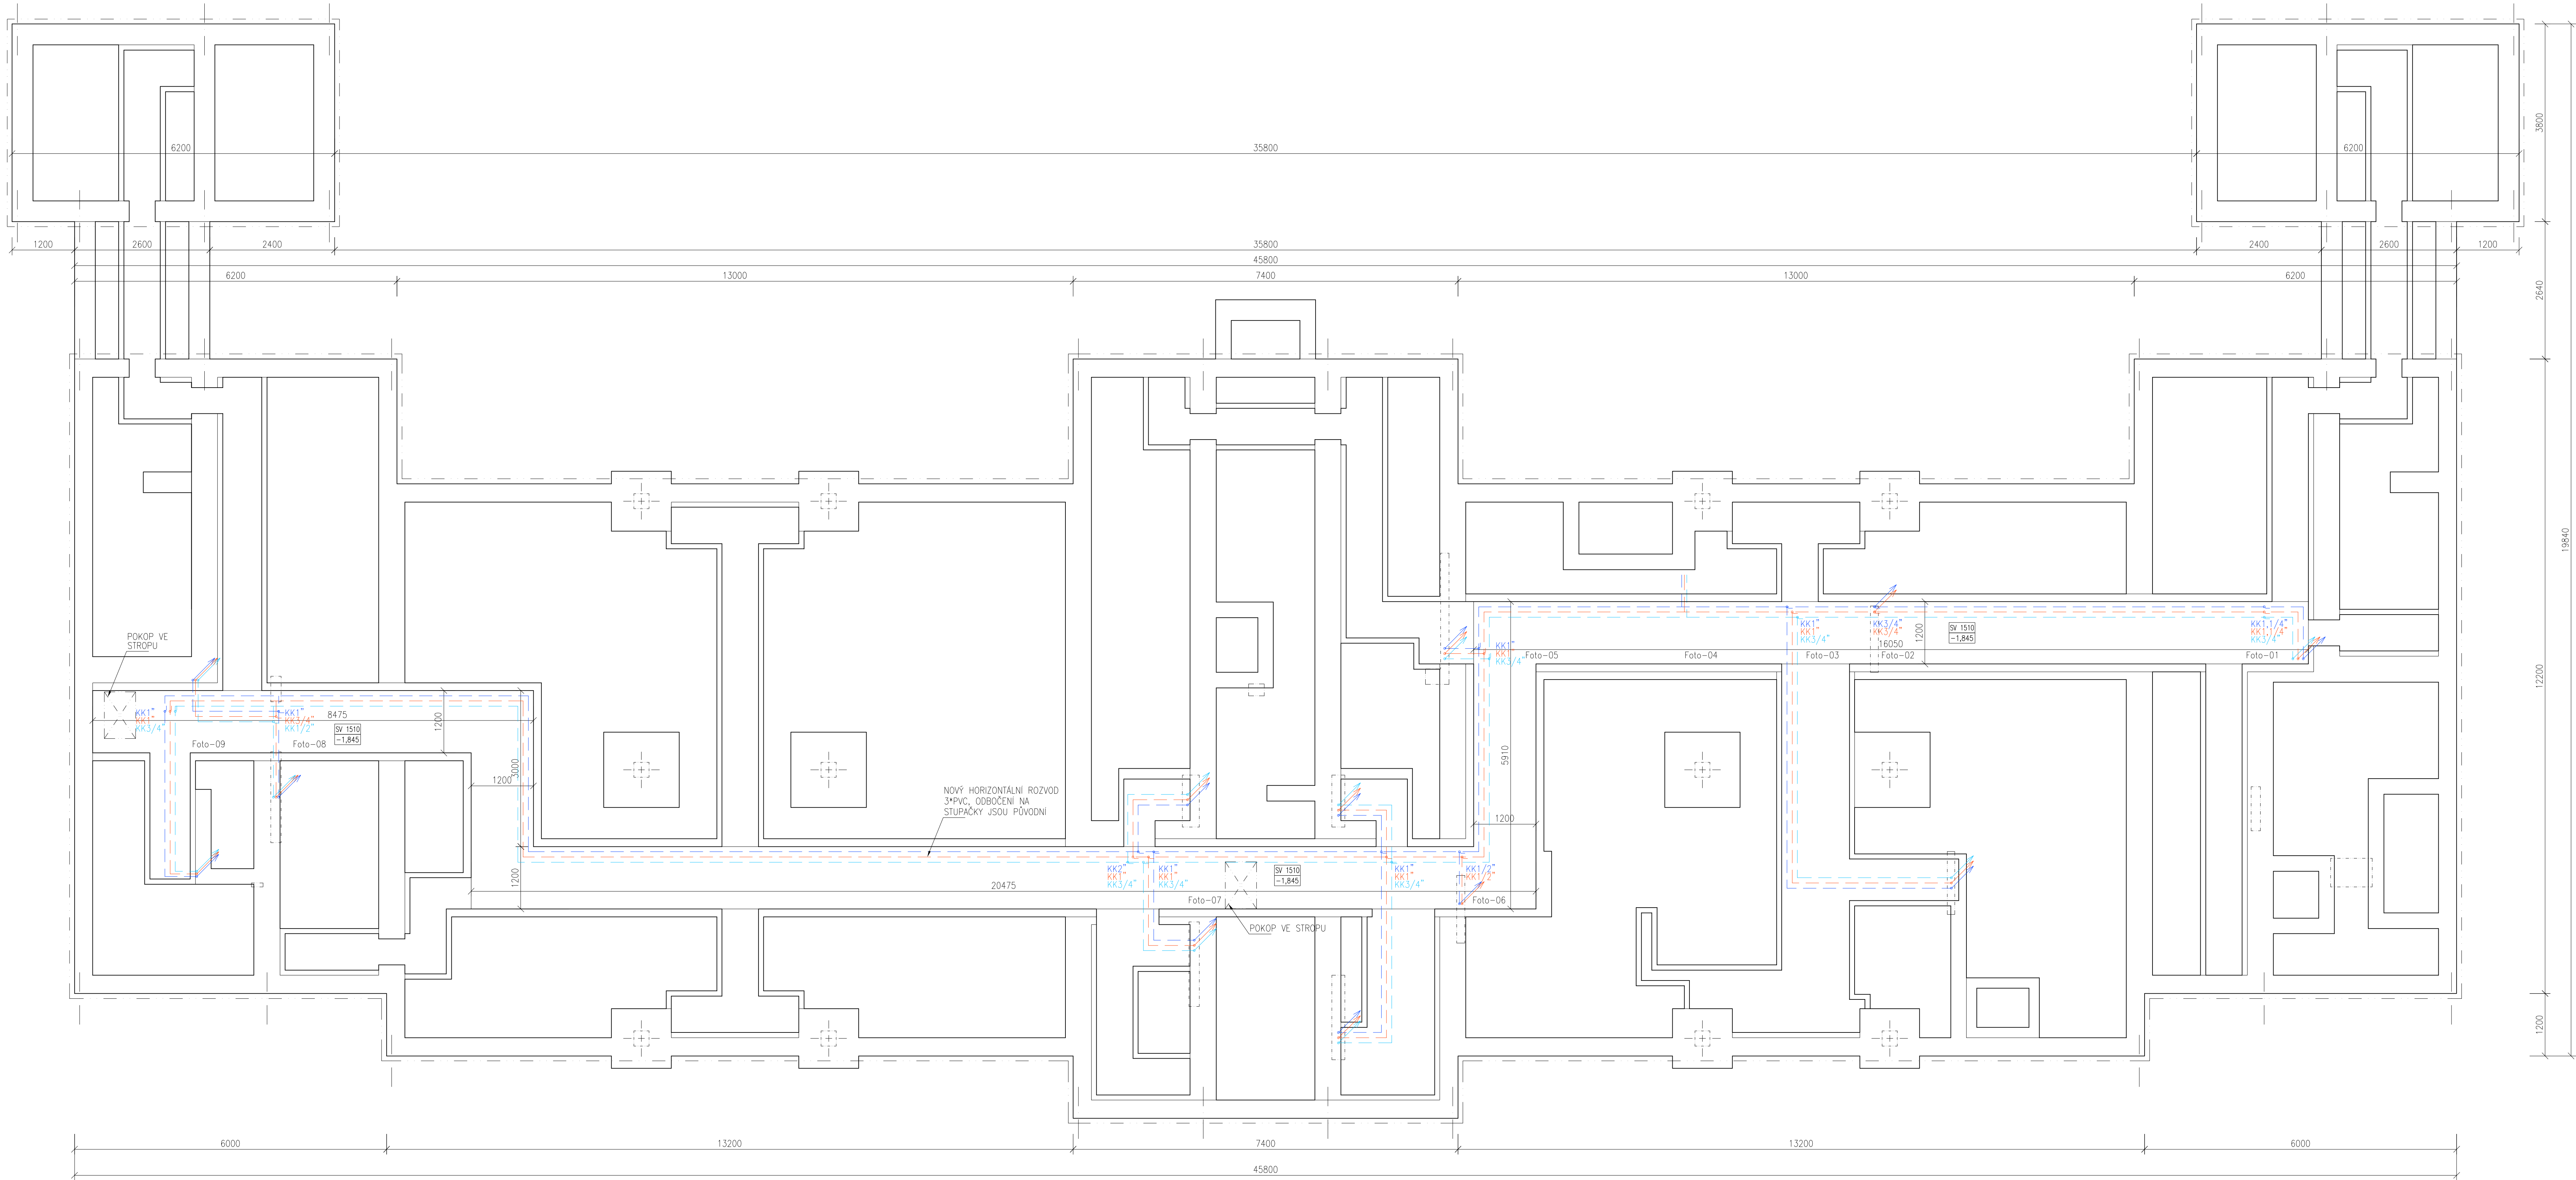 6200
35800
6200
3800
1200
2600
2400
35800
2400
2600
1200
45800
6200
13000
7400
13000
6200
2640
19840
12200
1200
POKOP VE
STROPU
KK1"
KK1"
KK3/4"
KK1"
KK3/4"
KK1/2"
8475
SV 1510
-1,845
1200
Foto-09
Foto-08
1200
3000
1200
NOVÝ HORIZONTÁLNÍ ROZVOD
3*PVC, ODBOČENÍ NA
STUPAČKY JSOU PŮVODNÍ
KK2"
KK1"
KK3/4"
KK1"
KK1"
KK3/4"
SV 1510
-1,845
20475
Foto-07
POKOP VE STROPU
KK1"
KK1"
KK3/4"
KK1/2"
KK1/2"
Foto-06
1200
5910
KK1"
KK1"
KK3/4"
Foto-05
Foto-04
KK1"
KK1"
KK3/4"
Foto-03
KK3/4"
KK3/4"
16050
Foto-02
1200
SV 1510
-1,845
KK1,1/4"
KK1,1/4"
KK3/4"
Foto-01
6000
13200
7400
13200
6000
45800